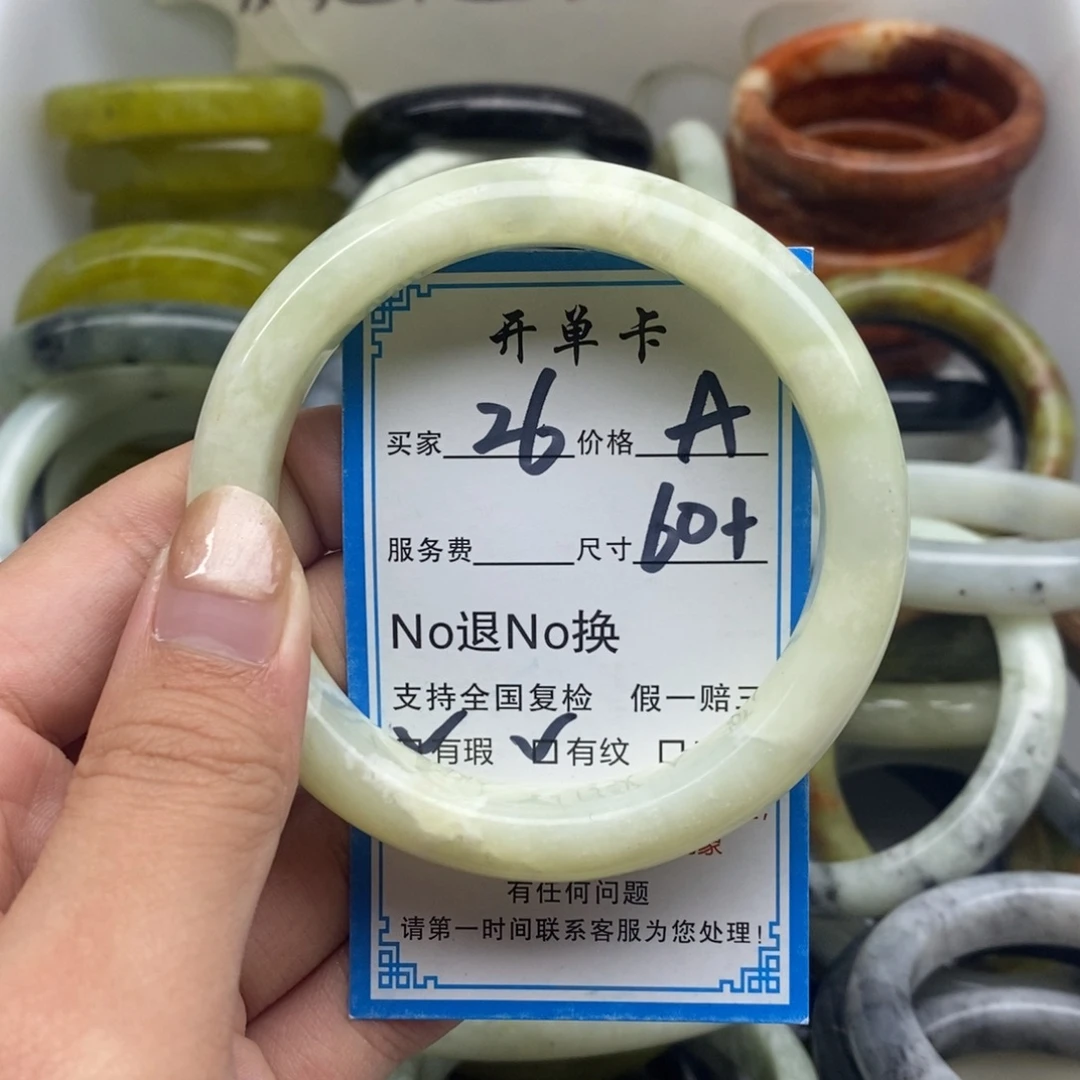 开单卡
买家 26 价格 A
服务费 尺寸 60+
No退No换
支持全国复检 假一赔三
有瑕 有纹
象
有任何问题
请第一时间联系客服为您处理!